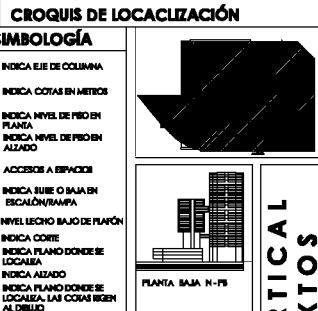 CROQUIS DE LOCACLIZACIÓN
SIMBOLOGÍA
INDICA EJE DE COLUMNA
INDICA COTAS EN METROS
INDICA NIVEL DE PISO EN
PLANTA
INDICA NIVEL DE PISO EN
ALZADO
ACCESOS A ESPACIOS
INDICA SUBE O BAJA EN
ESCALÓN/RAMPA
NIVEL LECHO BAJO DE PLAFÓN
INDICA CORTE
INDICA PLANO DONDE SE
LOCALIZA
INDICA ALZADO
INDICA PLANO DONDE SE
LOCALIZA. LAS COTAS RIGEN
AL DIBUJO
PLANTA BAJA N-PB
RTICAL
XTOS